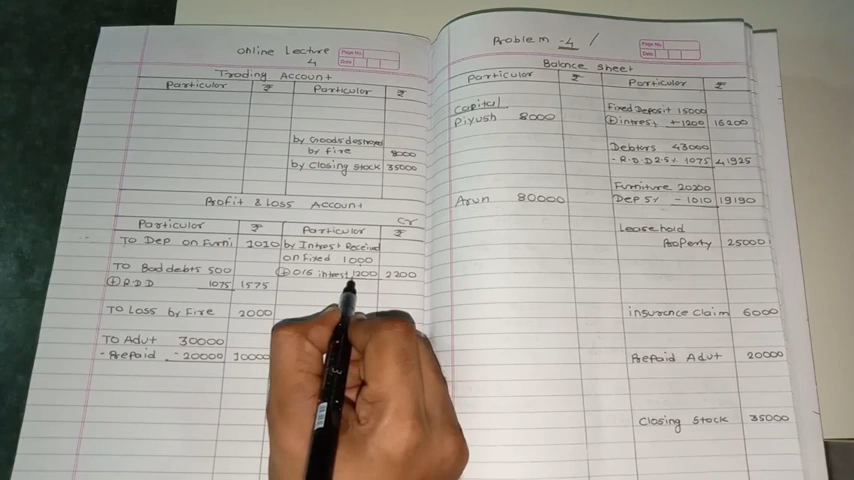 online Lecture
4
Page No.
Date
Trading Account
Particular ₹ Particular ₹
by Goods destroyed
by fire 8000
by Closing Stock 35000
Profit & Loss Account
Cr
Particular ₹ Particular ₹
To Dep on Furni 1010 by Intrest Received
on fixed 1000
To Bad debts 500 (+) O/S intrest 1200 2200
(+) R.D.D 1075 1575
To Loss by Fire 2000
To Advt 30000
- Prepaid - 20000 10000
Problem - 4 /
Page No.
Date
Balance Sheet
Particular ₹ Particular ₹
Capital Fixed Deposit 15000
Piyush 8000 (+) intrest +1200 16200
Debtors 43000
- R.D.D 2.5% 1075 41925
Furniture 20200
Arun 80000 Dep 5% - 1010 19190
Leasehold
Property 25000
insurance Claim 6000
Prepaid Advt 20000
Closing Stock 35000